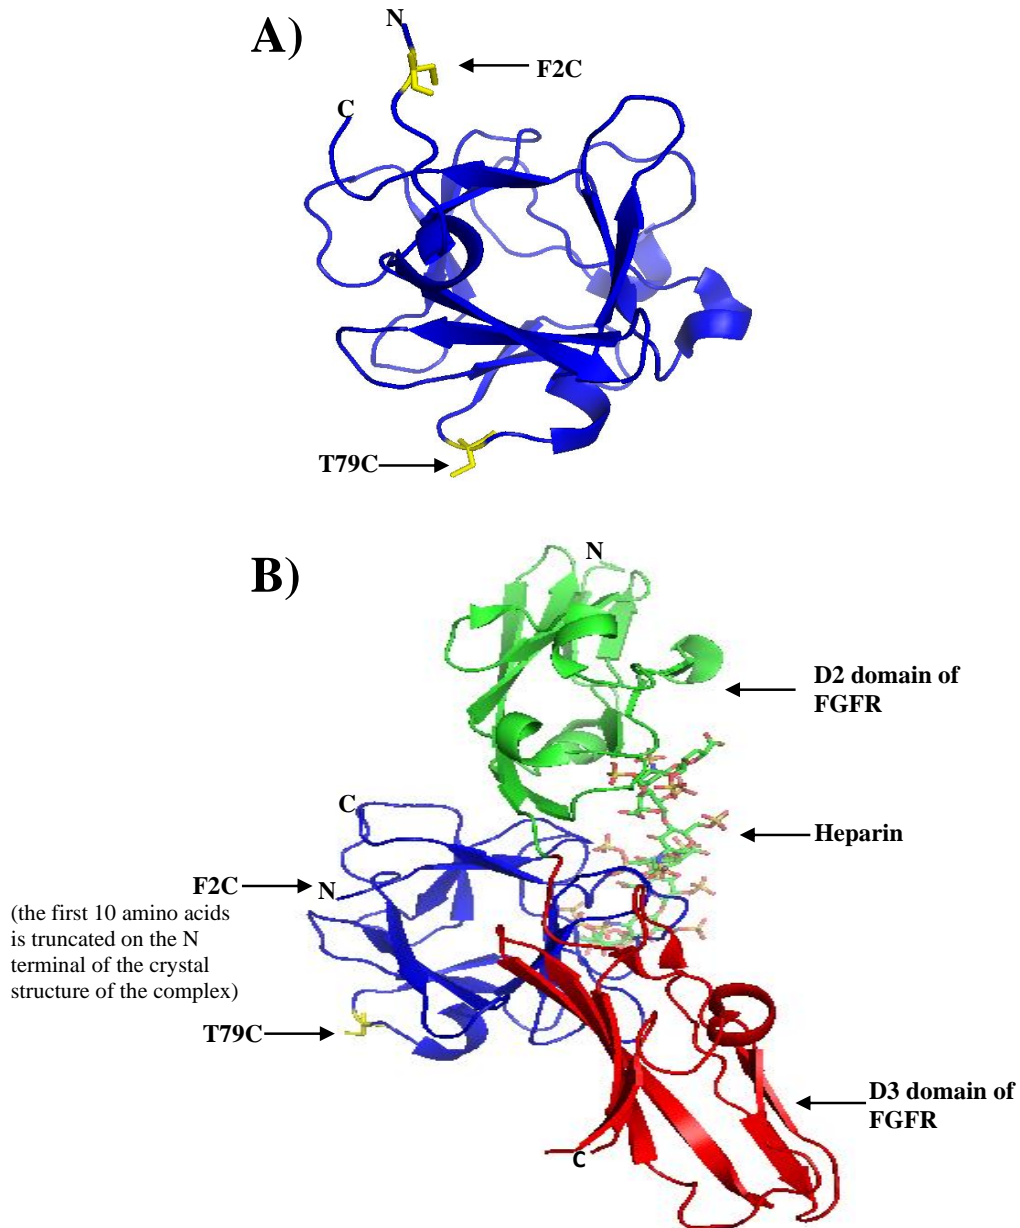 A)
N
F2C
C
T79C
B)
N
D2 domain of
FGFR
C
Heparin
F2C
N
(the first 10 amino acids
is truncated on the N
terminal of the crystal
structure of the complex)
T79C
D3 domain of
FGFR
C